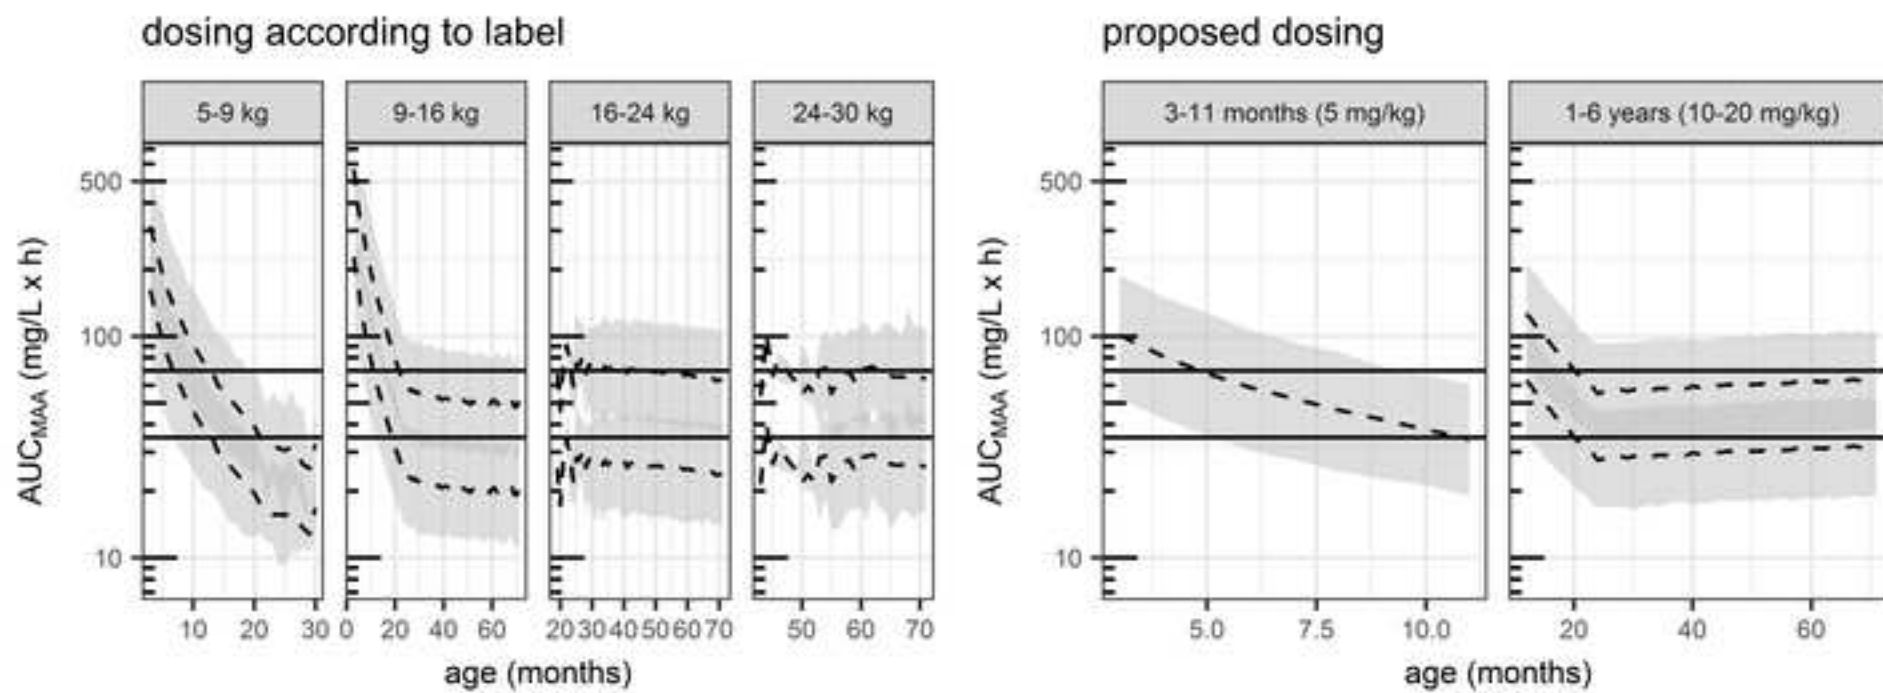 dosing according to label
proposed dosing
5-9 kg
9-16 kg
16-24 kg
24-30 kg
3-11 months (5 mg/kg)
1-6 years (10-20 mg/kg)
AUCMAA (mg/L x h)
500
100
10
10 20 30
0 20 40 60
20 30 40 50 60 70
50 60 70
age (months)
AUCMAA (mg/L x h)
500
100
10
5.0 7.5 10.0
20 40 60
age (months)